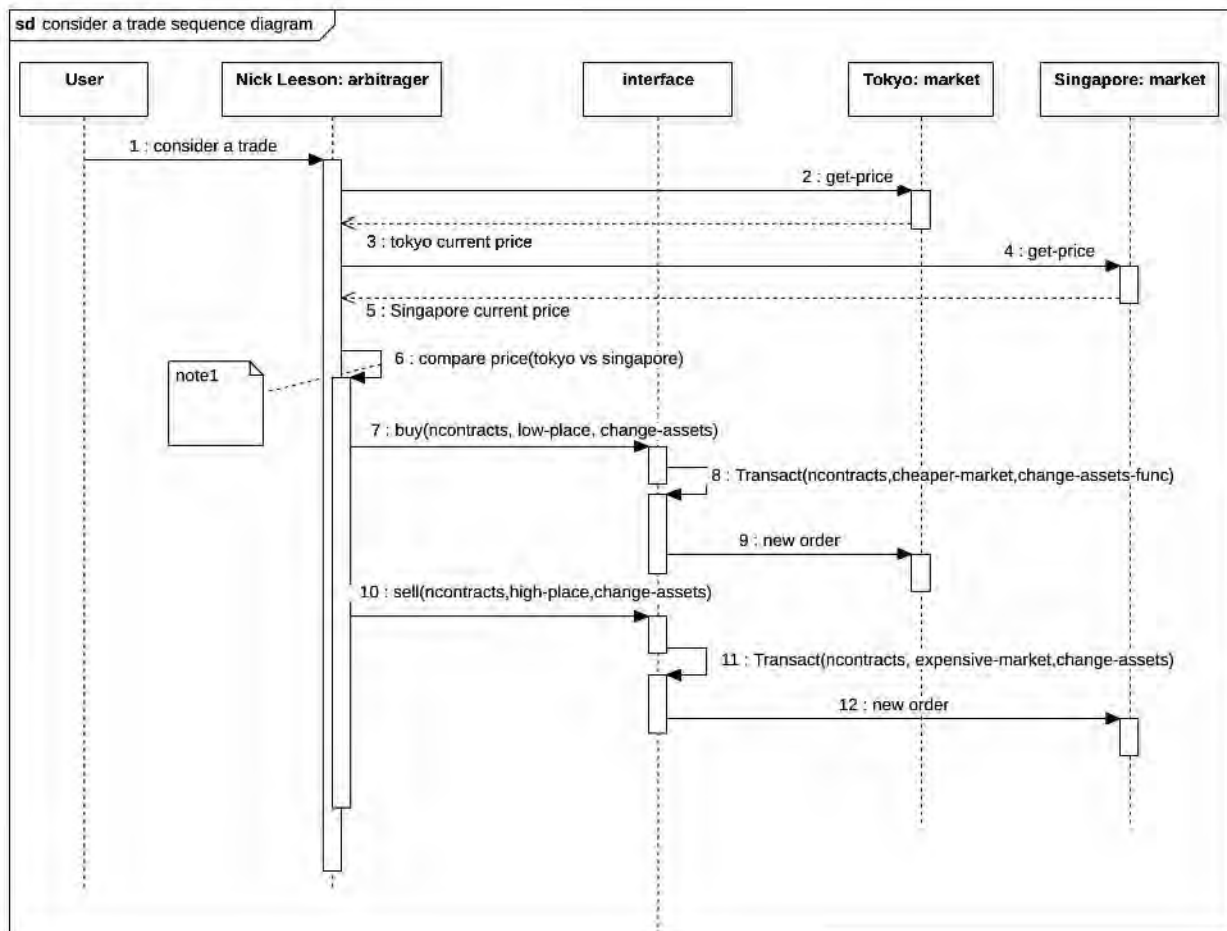 sd consider a trade sequence diagram
User
Nick Leeson: arbitrager
interface
Tokyo: market
Singapore: market
1 : consider a trade
2 : get-price
3 : tokyo current price
4 : get-price
5 : Singapore current price
6 : compare price(tokyo vs singapore)
note1
7 : buy(ncontracts, low-place, change-assets)
8 : Transact(ncontracts,cheaper-market,change-assets-func)
9 : new order
10 : sell(ncontracts,high-place,change-assets)
11 : Transact(ncontracts, expensive-market,change-assets)
12 : new order